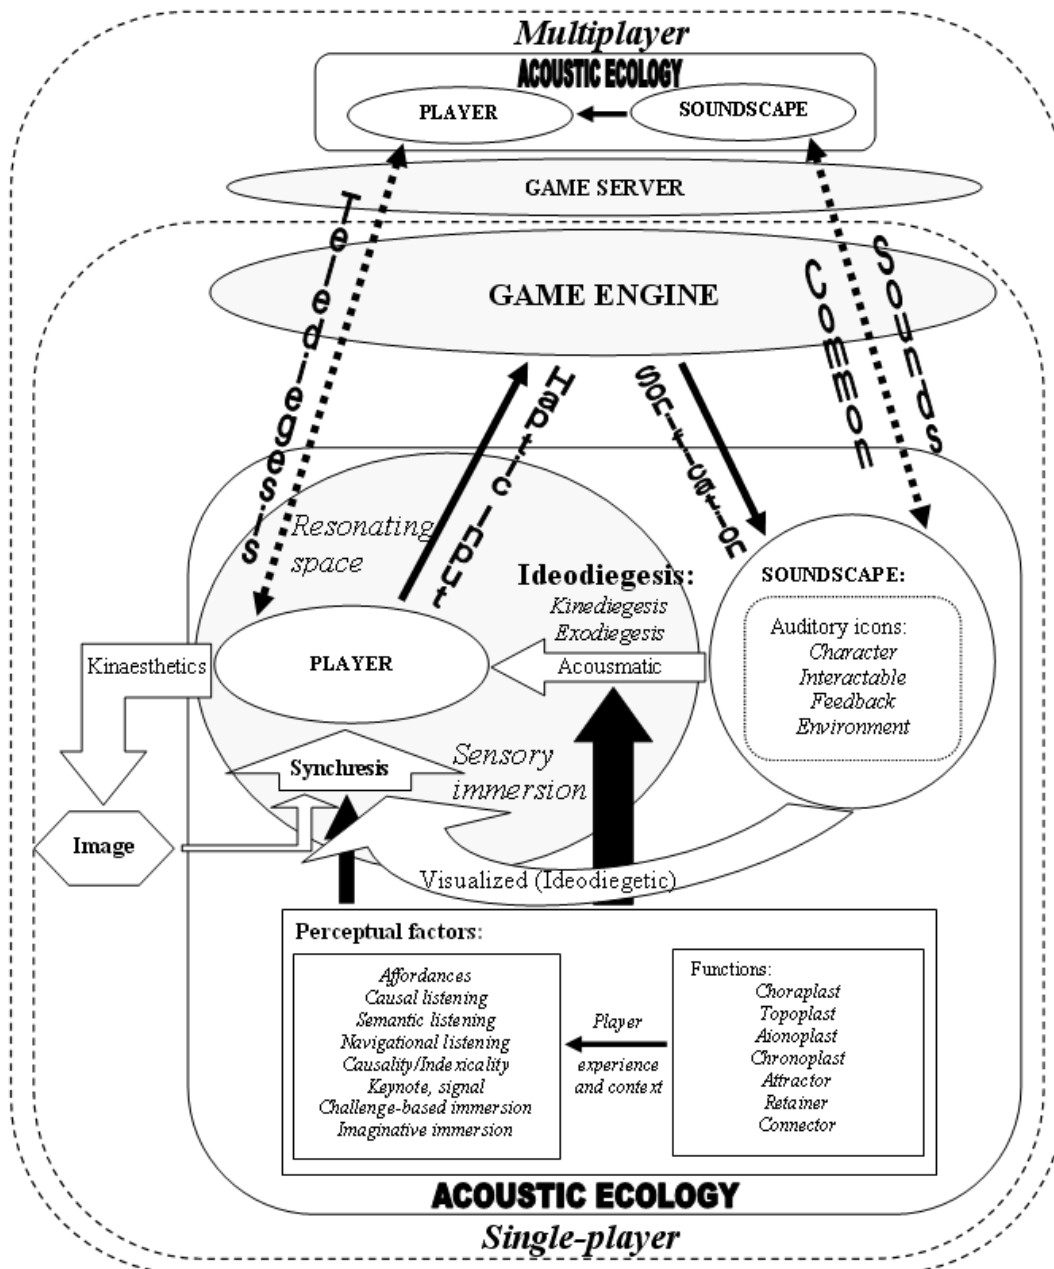 Multiplayer
ACOUSTIC ECOLOGY
PLAYER
SOUNDSCAPE
GAME SERVER
GAME ENGINE
Telediegesis
Haptic input
Sonification
Common
Sounds
Resonating
space
Ideodiegesis:
Kinediegesis
Exodiegesis
Acousmatic
SOUNDSCAPE:
Auditory icons:
Character
Interactable
Feedback
Environment
Kinaesthetics
PLAYER
Synchresis
Sensory
immersion
Image
Visualized (Ideodiegetic)
Perceptual factors:
Affordances
Causal listening
Semantic listening
Navigational listening
Causality/Indexicality
Keynote, signal
Challenge-based immersion
Imaginative immersion
Player
experience
and context
Functions:
Choraplast
Topoplast
Aionoplast
Chronoplast
Attractor
Retainer
Connector
ACOUSTIC ECOLOGY
Single-player